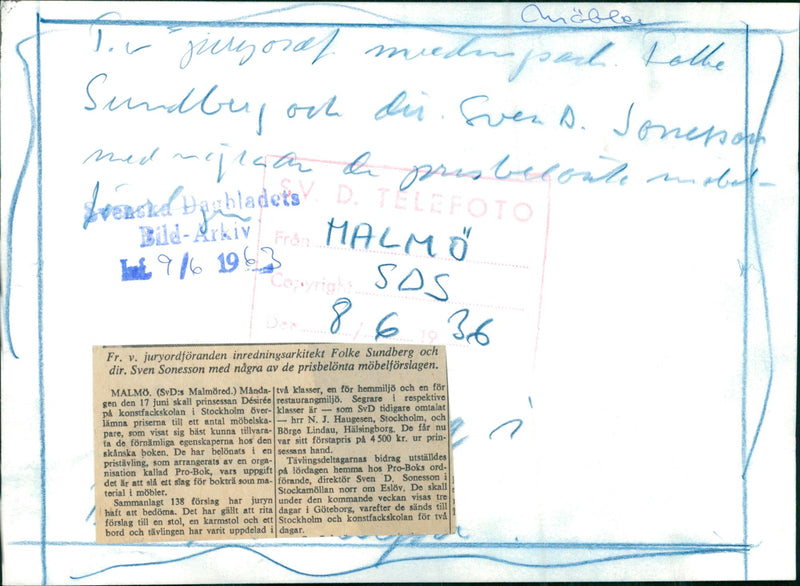 Möbler
T.v juryordf. inredningsark. Folke
Sundberg och dir. Sven D. Sonesson
med några av de prisbelönta möbel-
Svenska Dagbladets
Bild-Arkiv
Inl. 9/6 1963
SV. D. TELEFOTO
Från MALMÖ
Copyright SDS
Den 8/6 1936
Fr. v. juryordföranden inredningsarkitekt Folke Sundberg och
dir. Sven Sonesson med några av de prisbelönta möbelförslagen.
MALMÖ. (SvD:s Malmöred.) Månda-
gen den 17 juni skall prinsessan Désirée
på konstfackskolan i Stockholm över-
lämna priserna till ett antal möbelska-
pare, som visat sig bäst kunna tillvara-
ta de förnämliga egenskaperna hos den
skånska boken. De har belönats i en
pristävling, som arrangerats av en orga-
nisation kallad Pro-Bok, vars uppgift
det är att slå ett slag för bokträ som ma-
terial i möbler.
Sammanlagt 138 förslag har juryn
haft att bedöma. Det har gällt att rita
förslag till en stol, en karmstol och ett
bord och tävlingen har varit uppdelad i
två klasser, en för hemmiljö och en för
restaurangmiljö. Segrare i respektive
klasser är — som SvD tidigare omtalat
— hrr N. J. Haugesen, Stockholm, och
Börge Lindau, Hälsingborg. De får nu
var sitt förstapris på 4 500 kr. ur prin-
sessans hand.
Tävlingsdeltagarnas bidrag utställdes
på lördagen hemma hos Pro-Boks ord-
förande, direktör Sven D. Sonesson i
Stockamöllan norr om Eslöv. De skall
under den kommande veckan visas tre
dagar i Göteborg, varefter de sänds till
Stockholm och konstfackskolan för två
dagar.